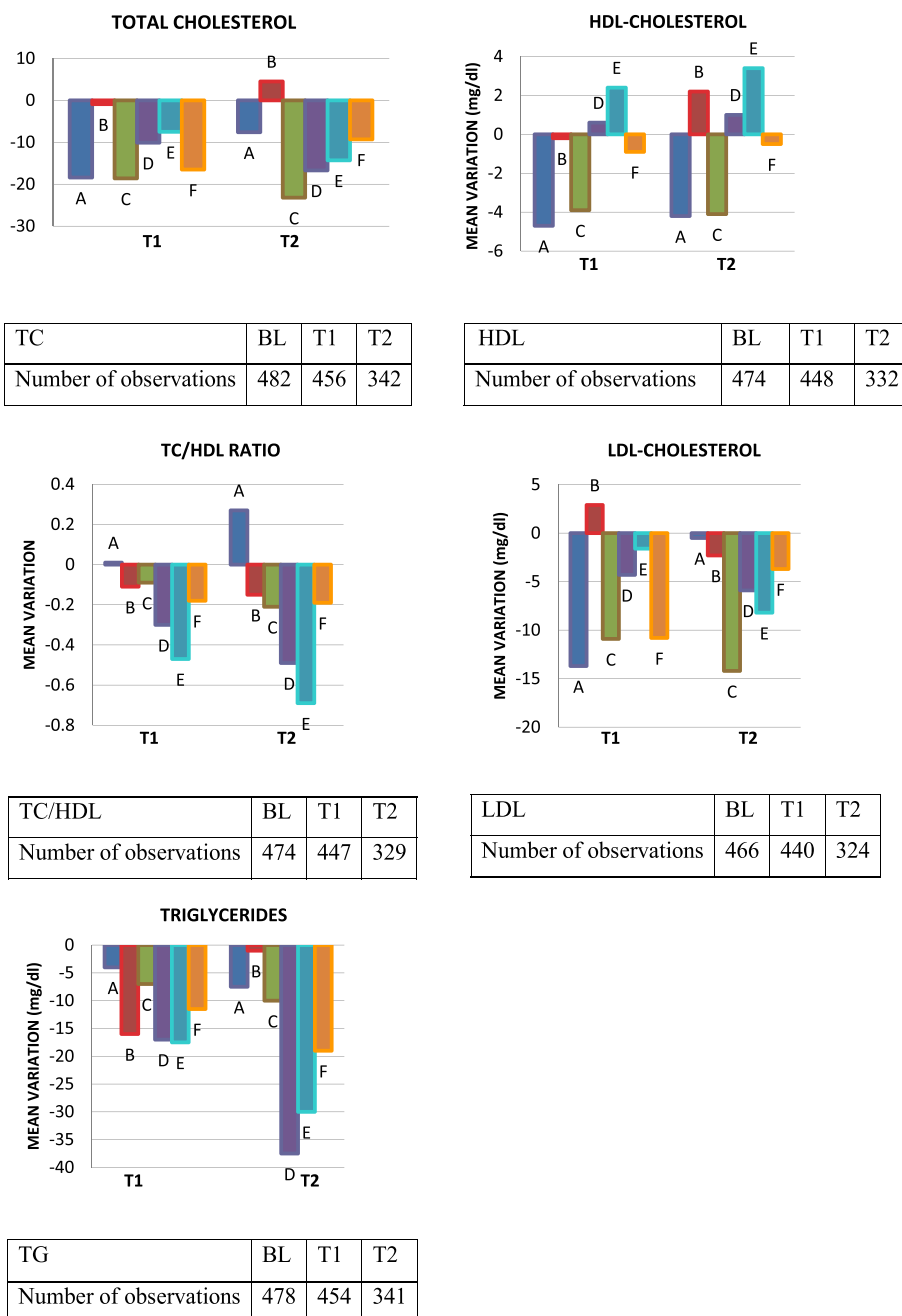 TOTAL CHOLESTEROL
10
0
-10
-20
-30
A
B
C
D
E
F
A
B
C
D
E
F
T1
T2
HDL-CHOLESTEROL
MEAN VARIATION (mg/dl)
4
2
0
-2
-4
-6
A
B
C
D
E
F
A
B
C
D
E
F
T1
T2
TC BL T1 T2
Number of observations 482 456 342
HDL BL T1 T2
Number of observations 474 448 332
TC/HDL RATIO
MEAN VARIATION
0.4
0.2
0
-0.2
-0.4
-0.6
-0.8
A
B
C
D
E
F
A
B
C
D
E
F
T1
T2
LDL-CHOLESTEROL
MEAN VARIATION (mg/dl)
5
0
-5
-10
-15
-20
A
B
C
D
E
F
A
B
C
D
E
F
T1
T2
TC/HDL BL T1 T2
Number of observations 474 447 329
LDL BL T1 T2
Number of observations 466 440 324
TRIGLYCERIDES
MEAN VARIATION (mg/dl)
0
-5
-10
-15
-20
-25
-30
-35
-40
A
B
C
D
E
F
A
B
C
D
E
F
T1
T2
TG BL T1 T2
Number of observations 478 454 341